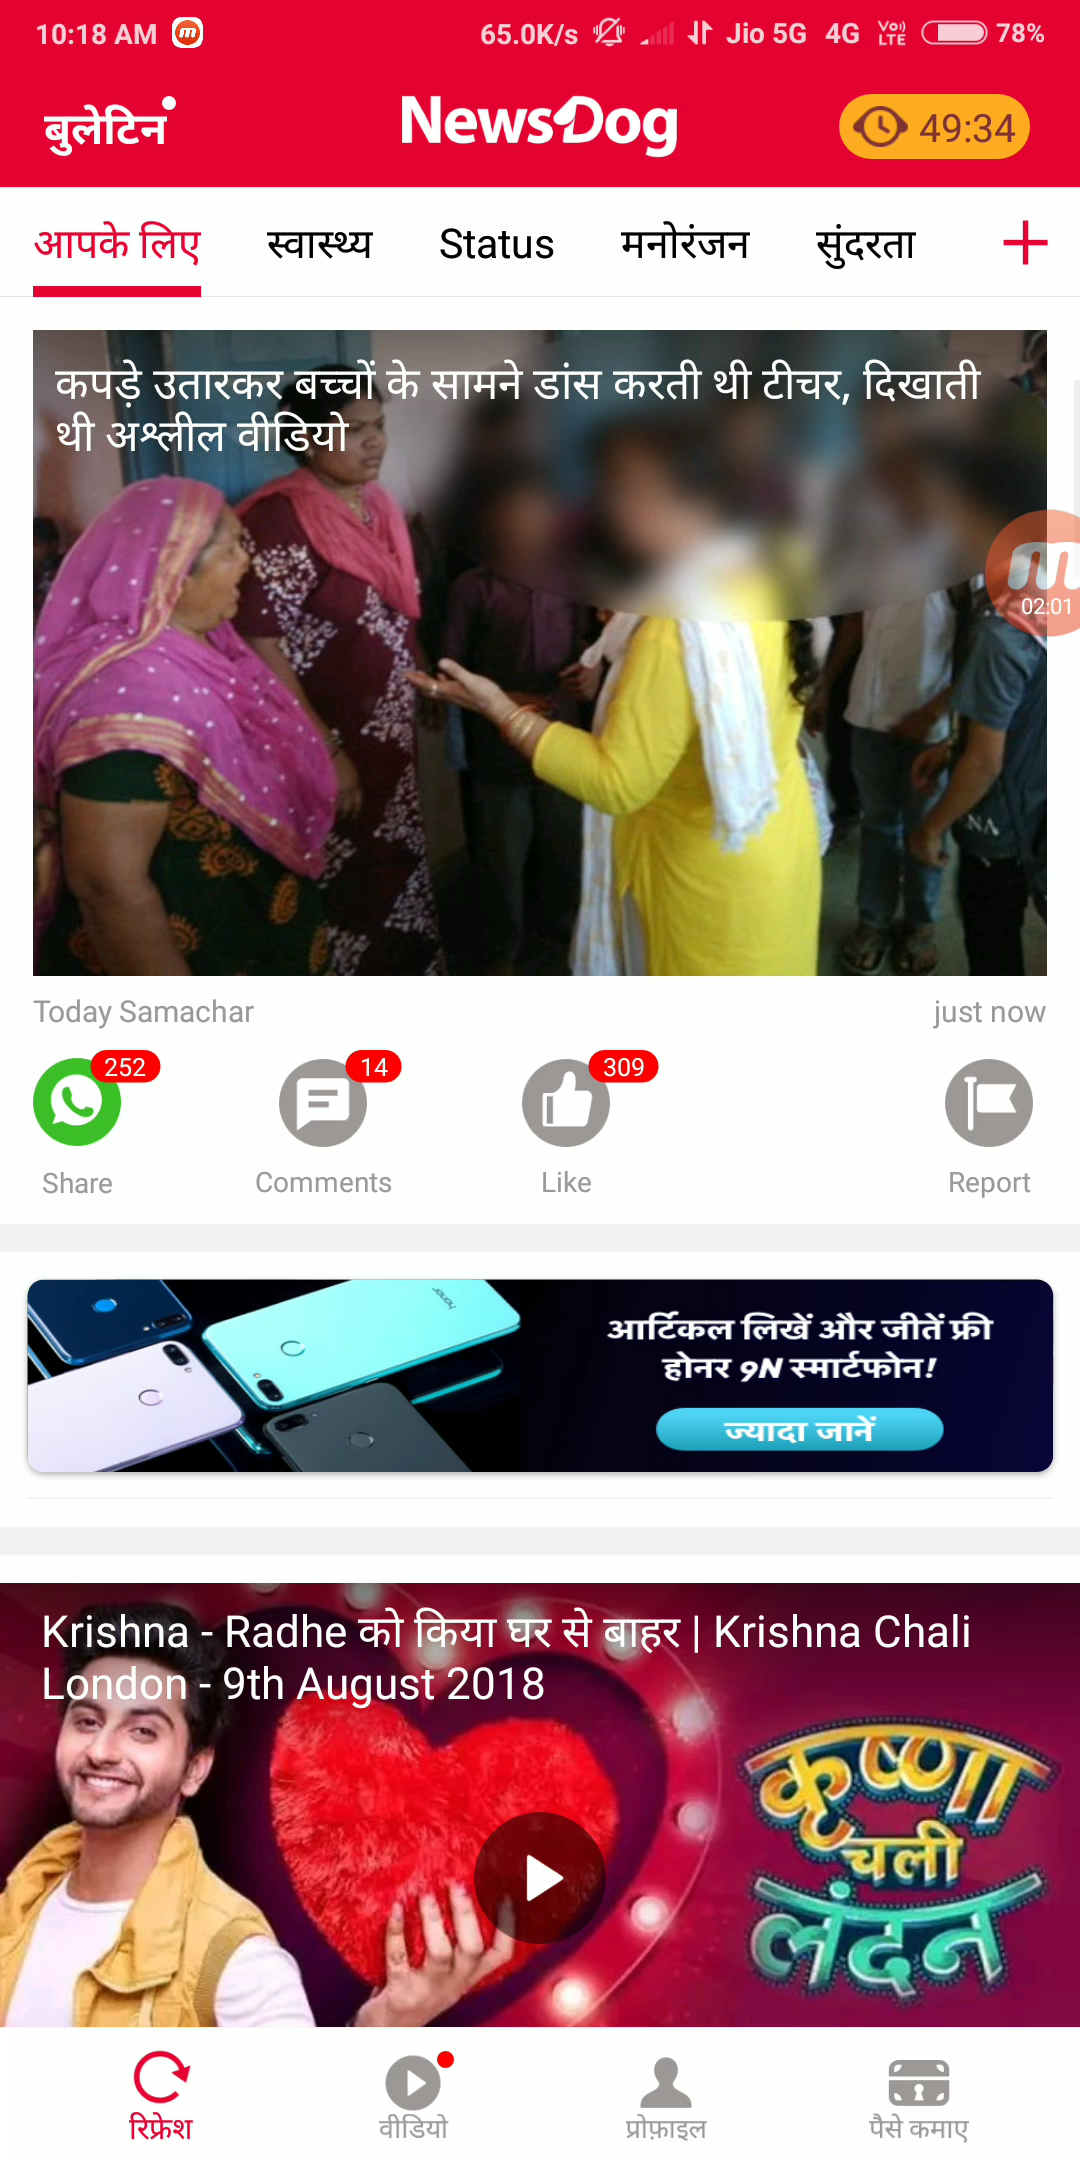 10:18 AM 65.0K/s Jio 5G 4G Vo)) LTE 78%
बुलेटिन NewsDog 49:34
आपके लिए स्वास्थ्य Status मनोरंजन सुंदरता
कपड़े उतारकर बच्चों के सामने डांस करती थी टीचर, दिखाती
थी अश्लील वीडियो
02:01
Today Samachar just now
252 14 309
Share Comments Like Report
honor
आर्टिकल लिखें और जीतें फ्री
होनर 9N स्मार्टफोन!
ज्यादा जानें
Krishna - Radhe को किया घर से बाहर | Krishna Chali
London - 9th August 2018
कृष्णा
चली
लंदन
रिफ्रेश वीडियो प्रोफ़ाइल पैसे कमाए